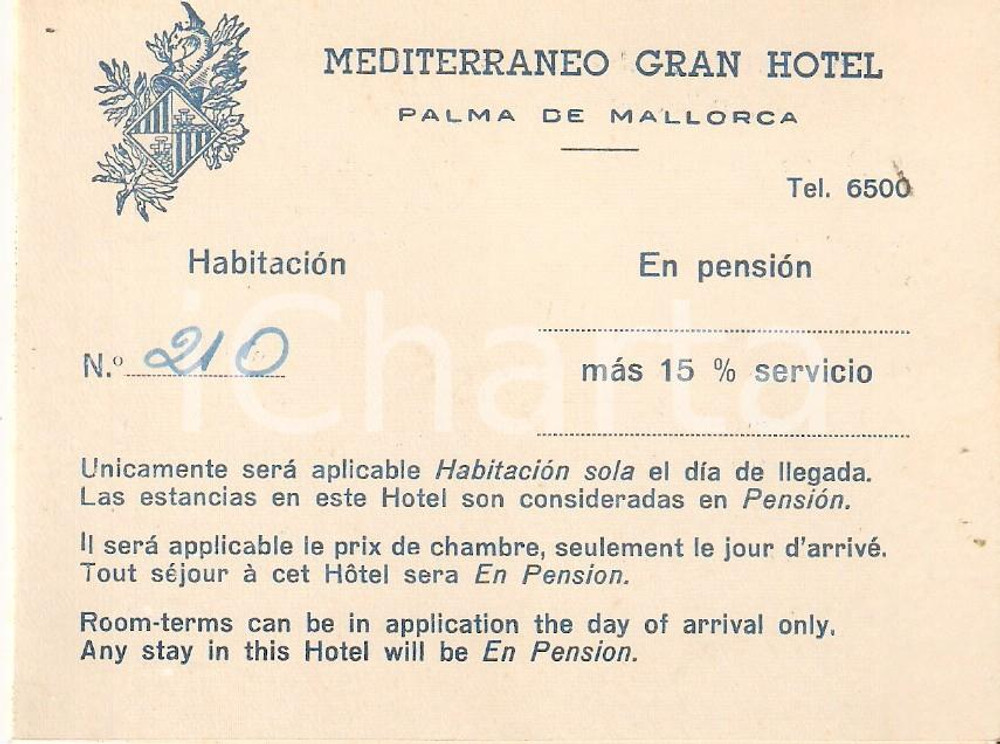 MEDITERRANEO GRAN HOTEL
PALMA DE MALLORCA
Tel. 6500
Habitación
En pensión
N.º 210
más 15 % servicio
iCharta
Unicamente será aplicable Habitación sola el día de llegada.
Las estancias en este Hotel son consideradas en Pensión.
Il será applicable le prix de chambre, seulement le jour d'arrivé.
Tout séjour à cet Hôtel sera En Pension.
Room-terms can be in application the day of arrival only.
Any stay in this Hotel will be En Pension.